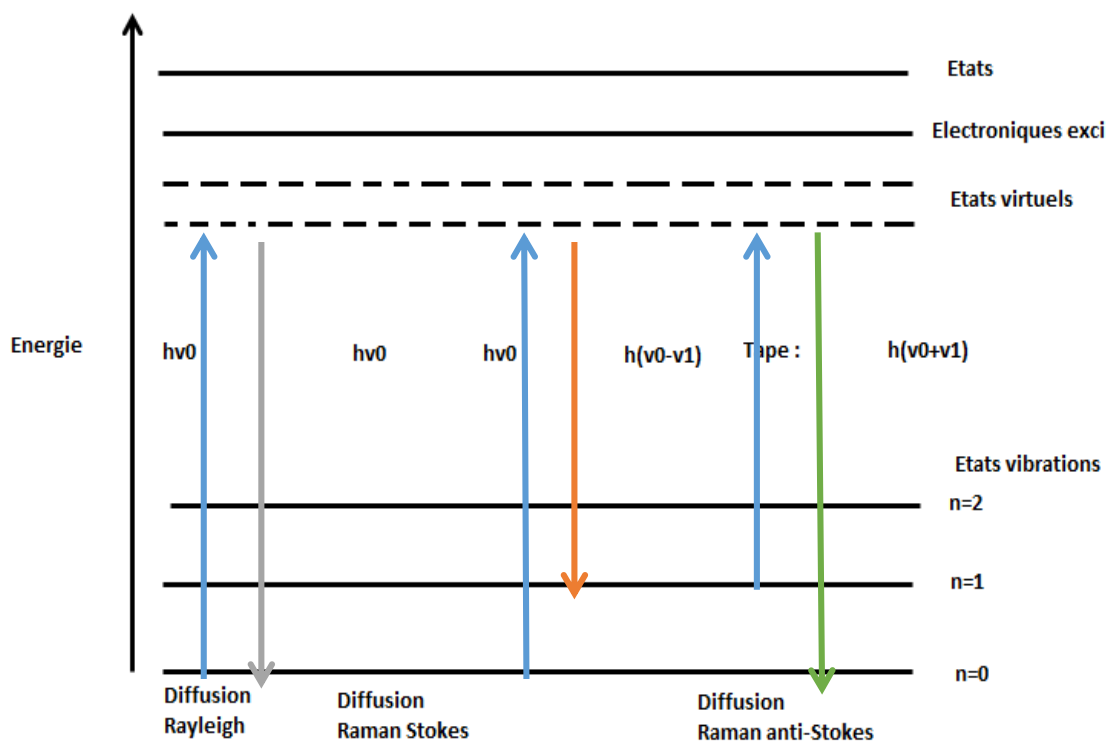 Etats
Electroniques exci
Etats virtuels
Energie
hv0
hv0
hv0
h(v0-v1)
Tape :
h(v0+v1)
Etats vibrations
n=2
n=1
n=0
Diffusion
Rayleigh
Diffusion
Raman Stokes
Diffusion
Raman anti-Stokes